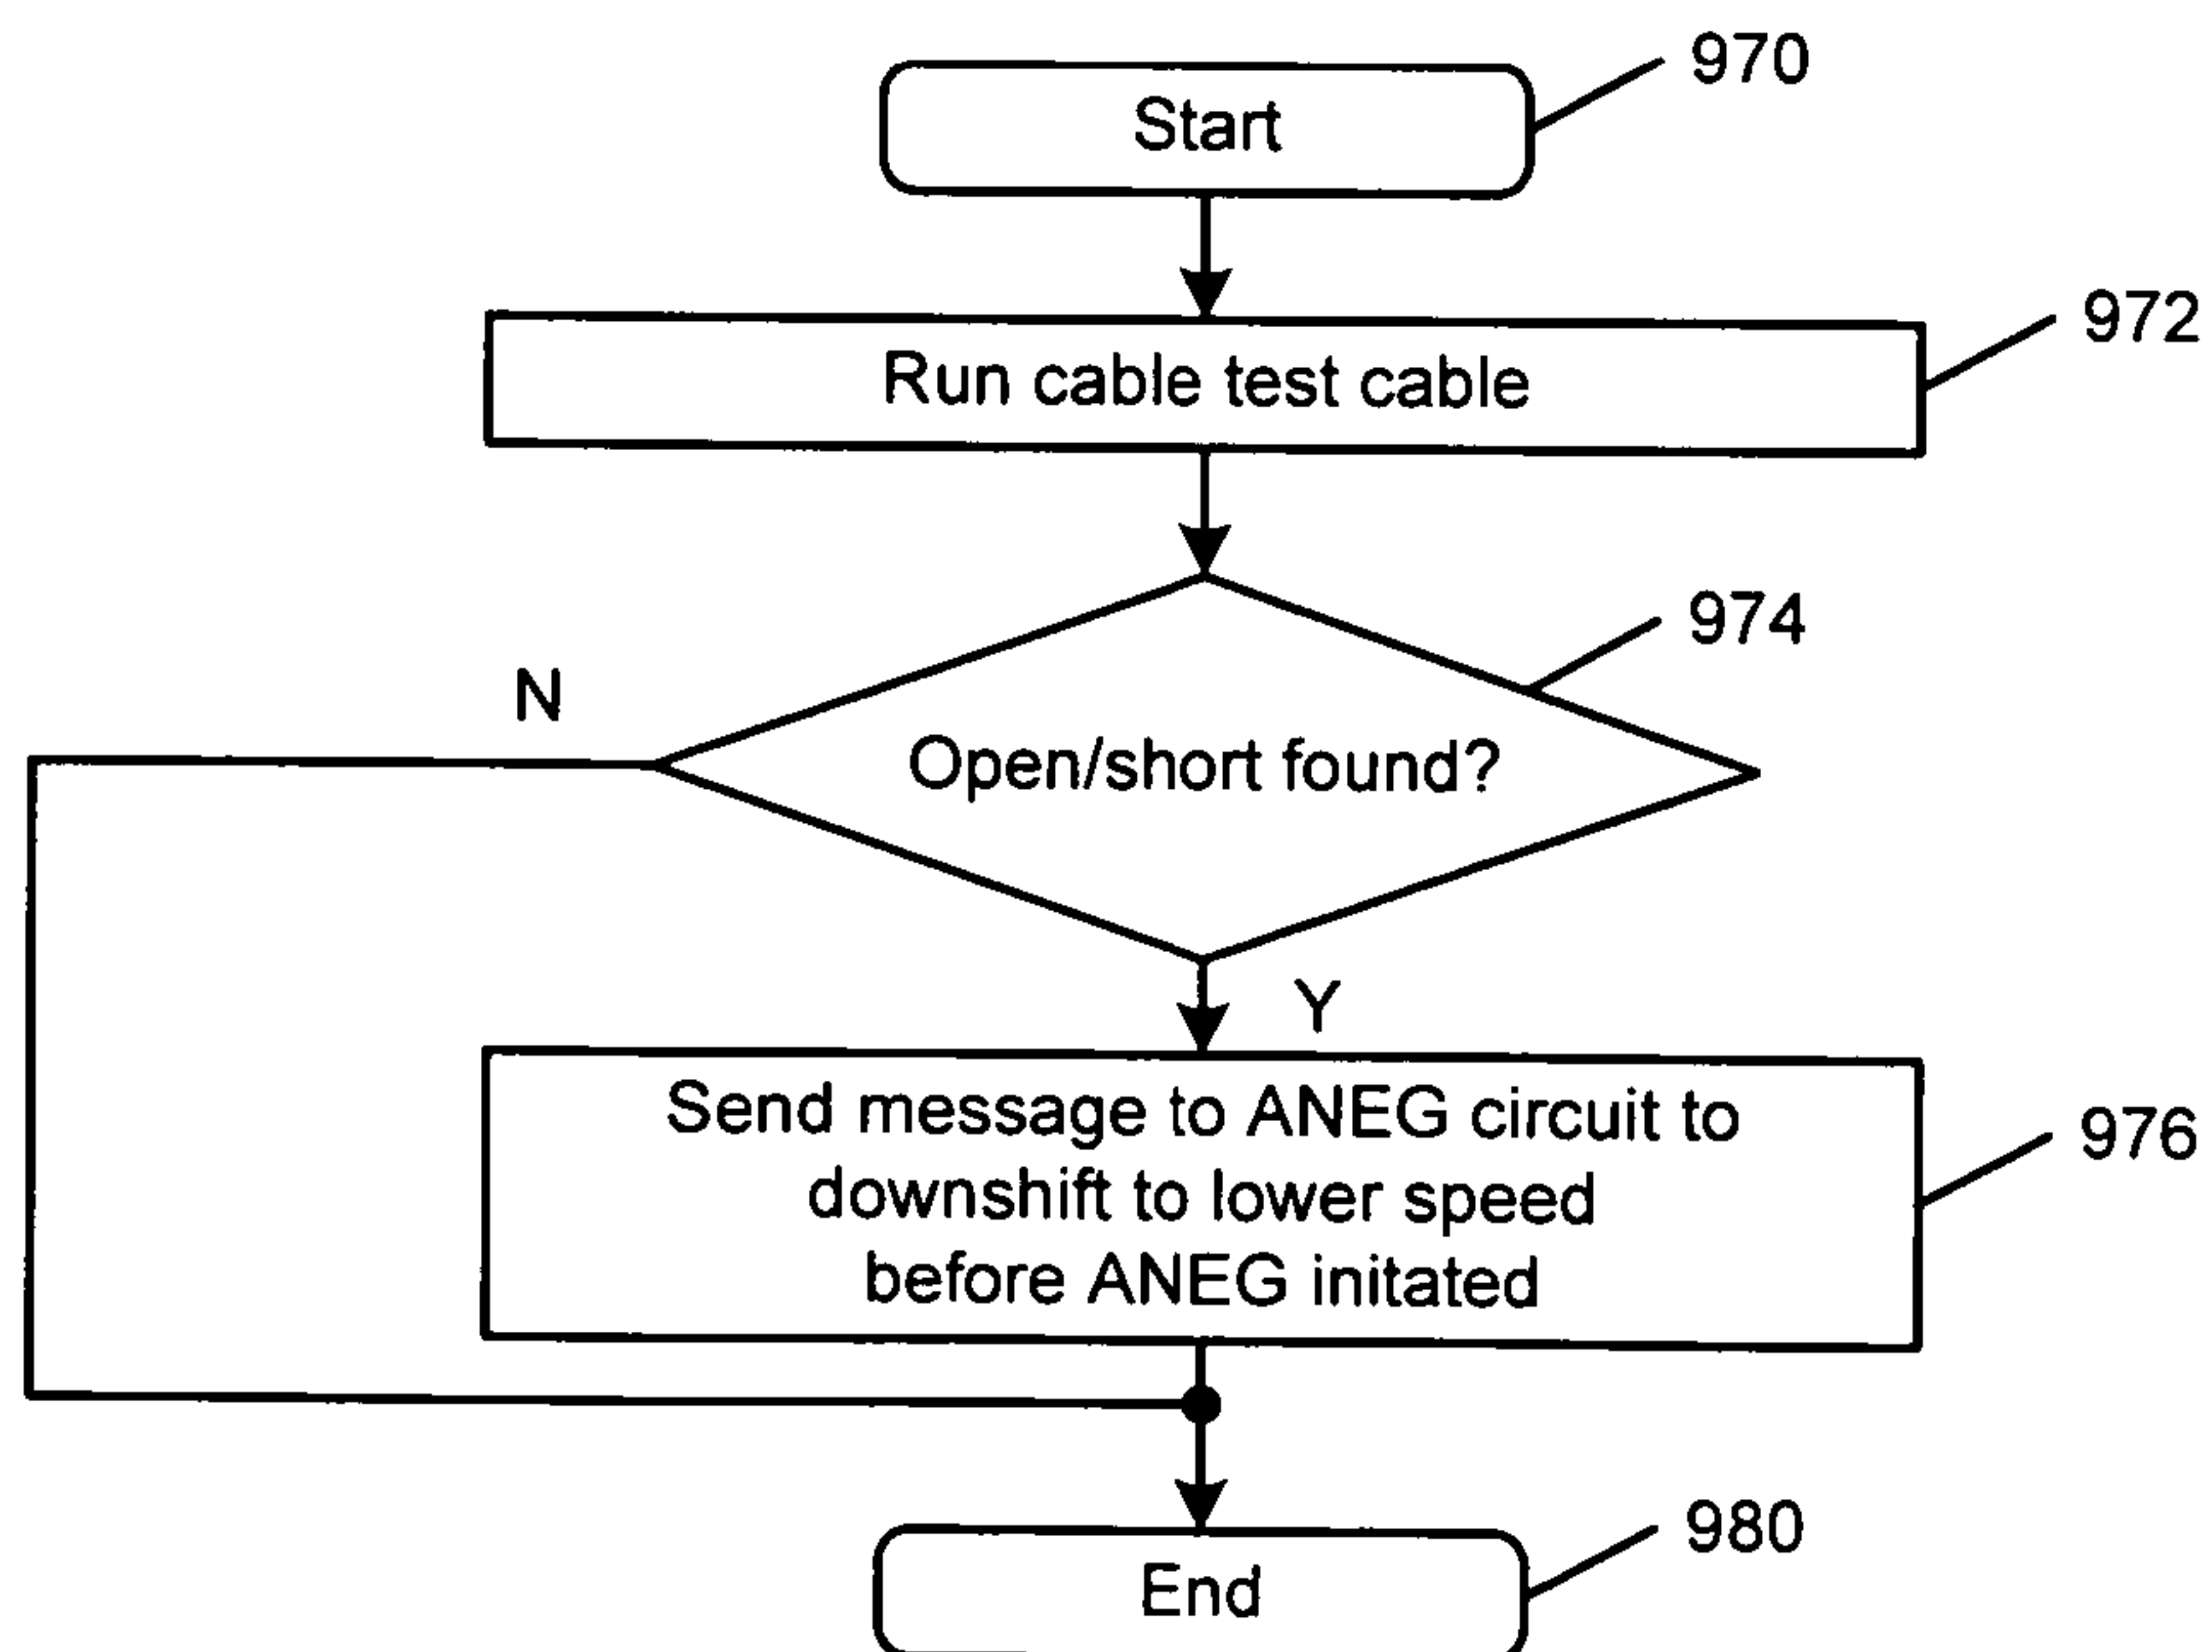 Start
970
Run cable test cable
972
974
N
Open/short found?
Y
Send message to ANEG circuit to
downshift to lower speed
before ANEG initated
976
End
980